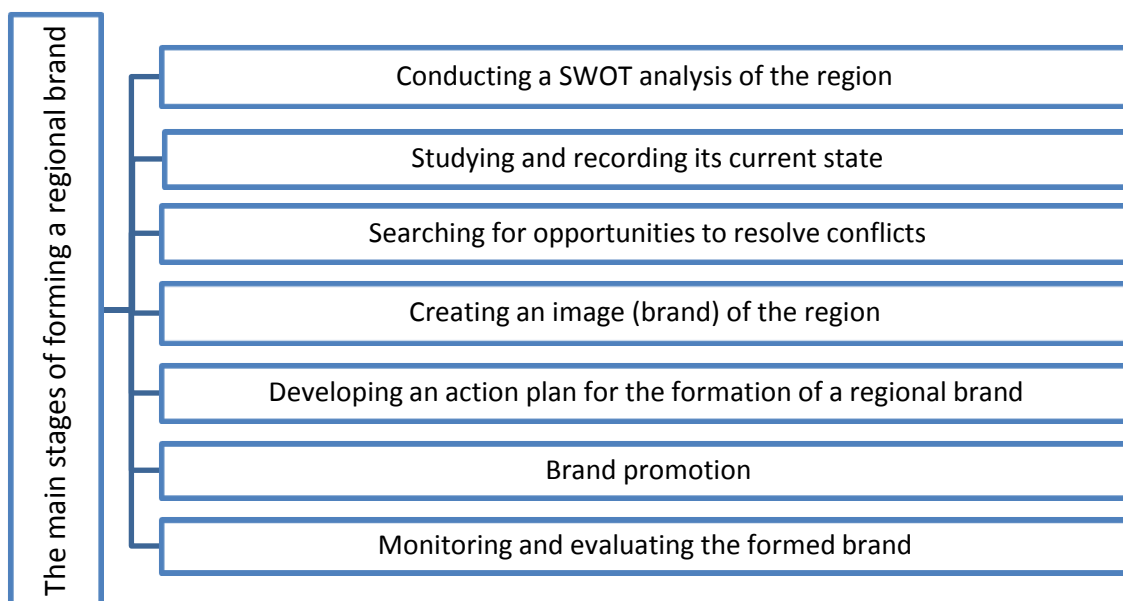 The main stages of forming a regional brand
Conducting a SWOT analysis of the region
Studying and recording its current state
Searching for opportunities to resolve conflicts
Creating an image (brand) of the region
Developing an action plan for the formation of a regional brand
Brand promotion
Monitoring and evaluating the formed brand